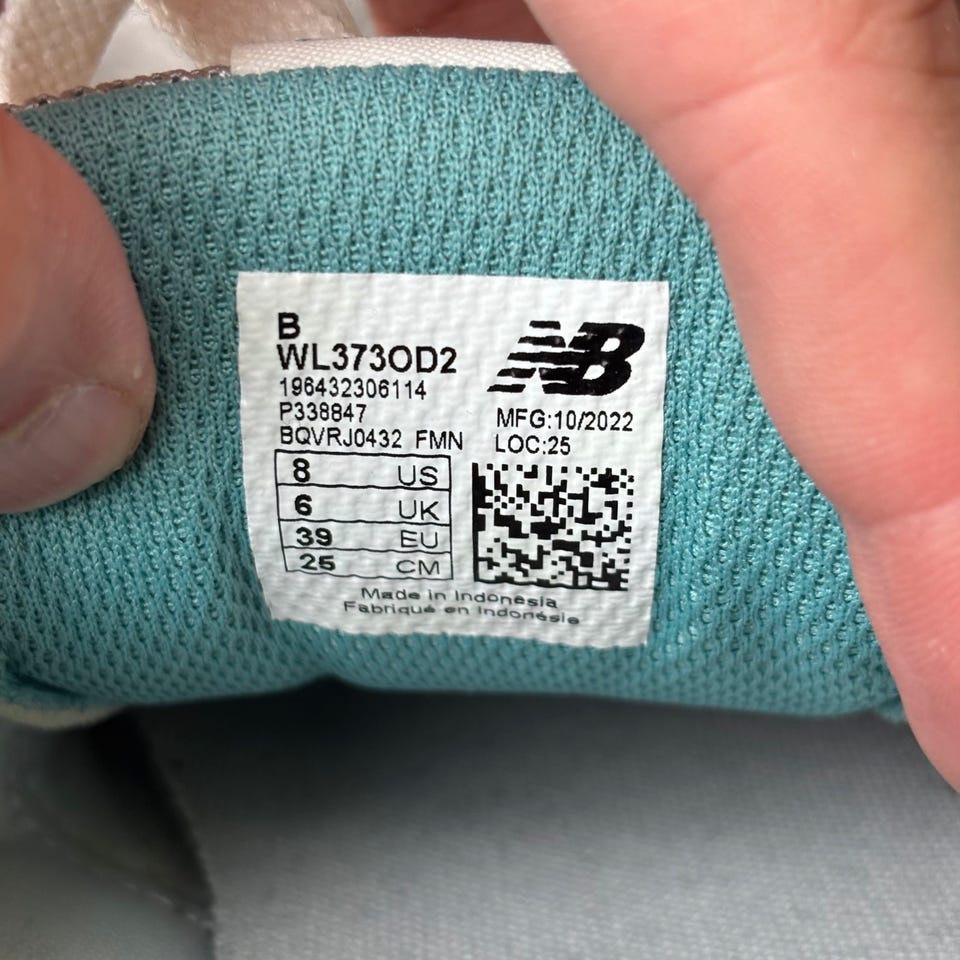 B
WL373OD2
196432306114
P338847
BQVRJ0432 FMN
NB
MFG:10/2022
LOC:25
8 US
6 UK
39 EU
25 CM
Made in Indonesia
Fabriqué en Indonésie